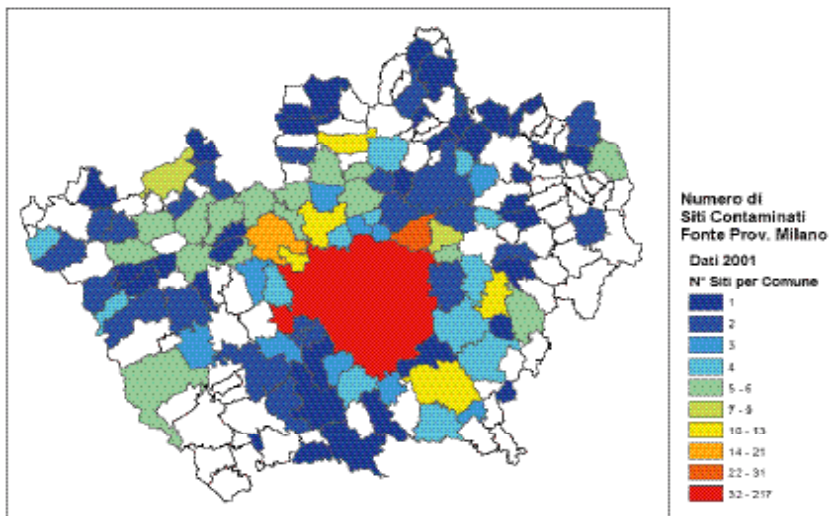 Numero di
Siti Contaminati
Fonte Prov. Milano
Dati 2001
N° Siti per Comune
1
2
3
4
5 - 6
7 - 9
10 - 13
14 - 21
22 - 31
32 - 217